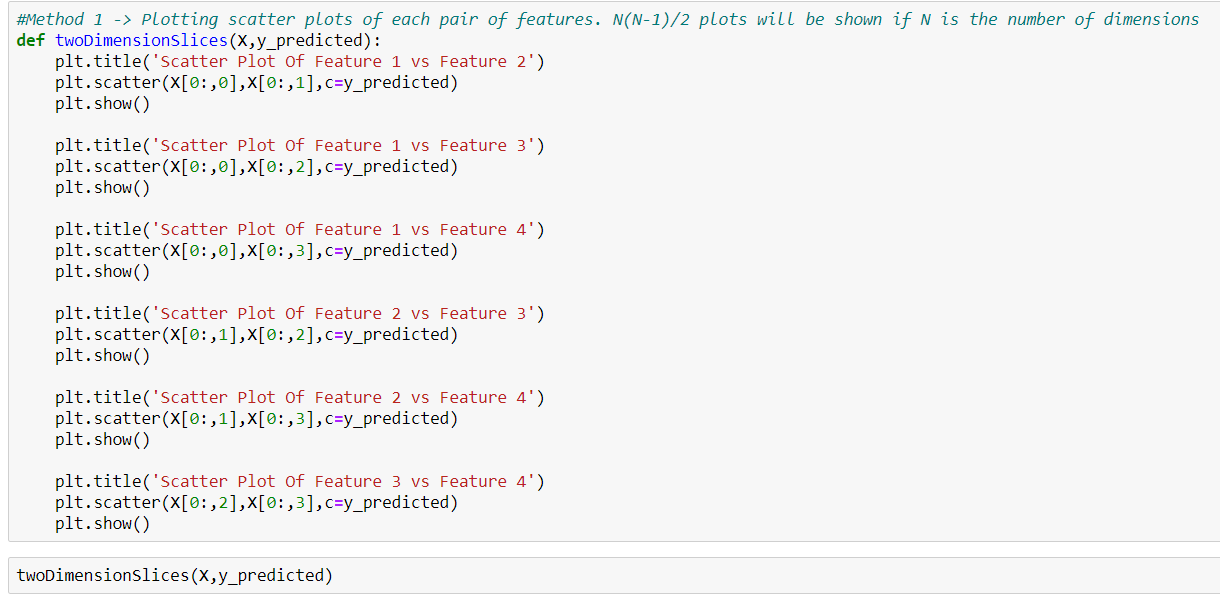 #Method 1 -> Plotting scatter plots of each pair of features. N(N-1)/2 plots will be shown if N is the number of dimensions
def twoDimensionSlices(X,y_predicted):
    plt.title('Scatter Plot Of Feature 1 vs Feature 2')
    plt.scatter(X[0:,0],X[0:,1],c=y_predicted)
    plt.show()

    plt.title('Scatter Plot Of Feature 1 vs Feature 3')
    plt.scatter(X[0:,0],X[0:,2],c=y_predicted)
    plt.show()

    plt.title('Scatter Plot Of Feature 1 vs Feature 4')
    plt.scatter(X[0:,0],X[0:,3],c=y_predicted)
    plt.show()

    plt.title('Scatter Plot Of Feature 2 vs Feature 3')
    plt.scatter(X[0:,1],X[0:,2],c=y_predicted)
    plt.show()

    plt.title('Scatter Plot Of Feature 2 vs Feature 4')
    plt.scatter(X[0:,1],X[0:,3],c=y_predicted)
    plt.show()

    plt.title('Scatter Plot Of Feature 3 vs Feature 4')
    plt.scatter(X[0:,2],X[0:,3],c=y_predicted)
    plt.show()

twoDimensionSlices(X,y_predicted)